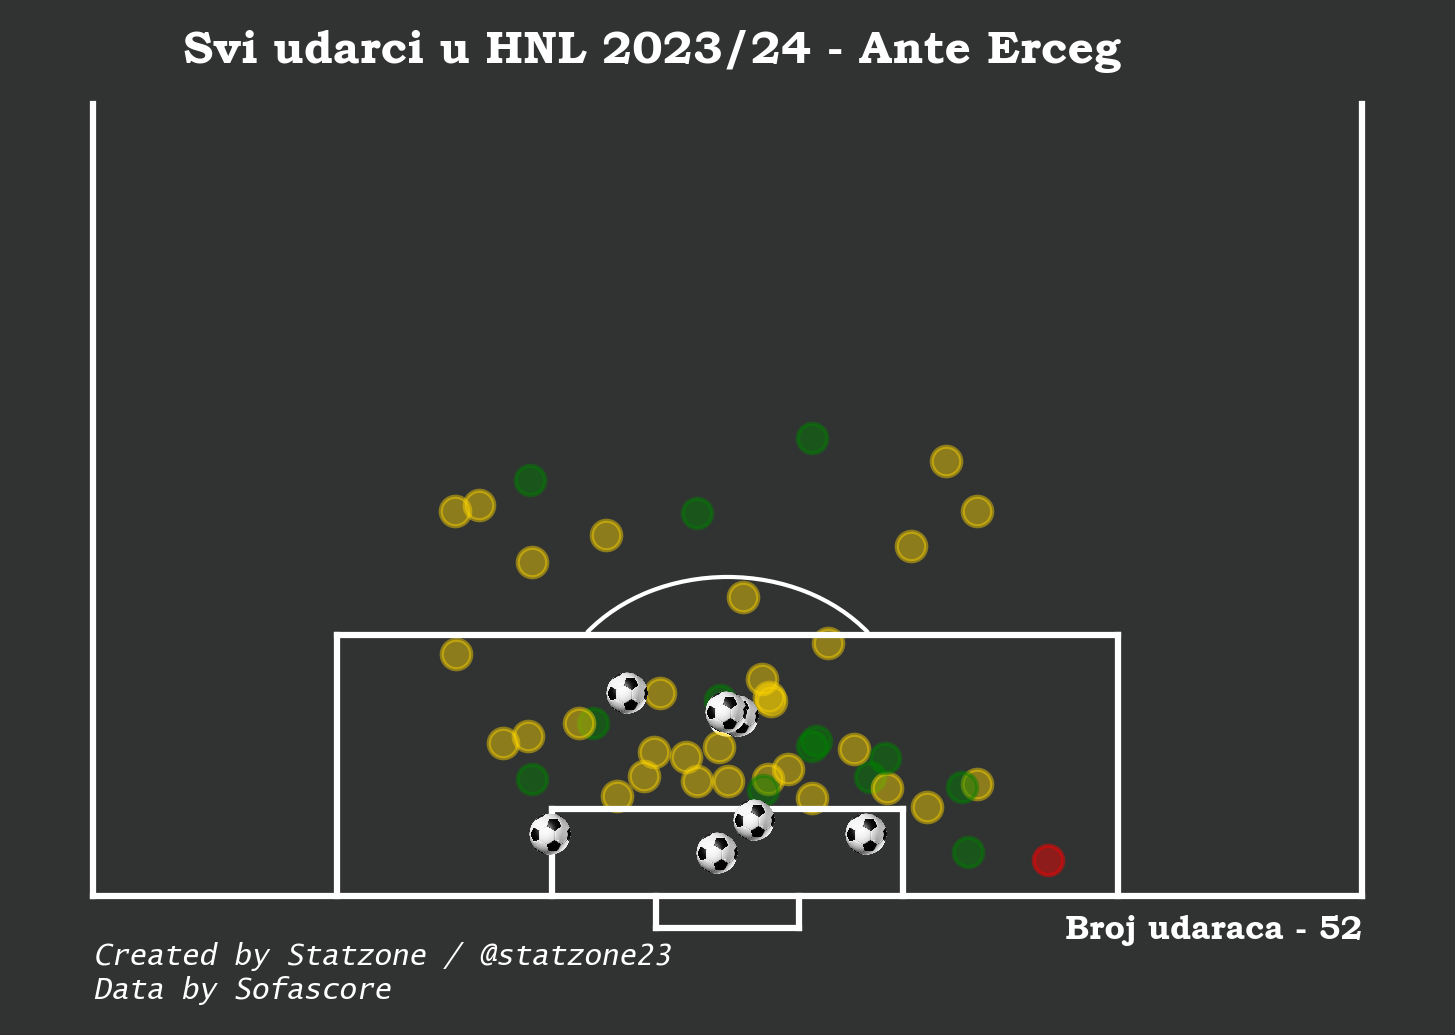 Svi udarci u HNL 2023/24 - Ante Erceg
Broj udaraca - 52
Created by Statzone / @statzone23
Data by Sofascore